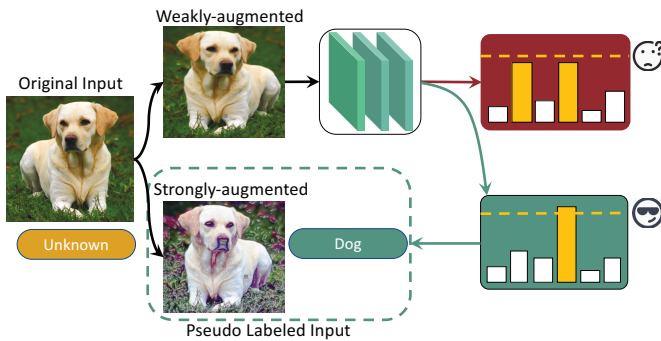 Weakly-augmented
Original Input
Strongly-augmented
Unknown
Dog
Pseudo Labeled Input